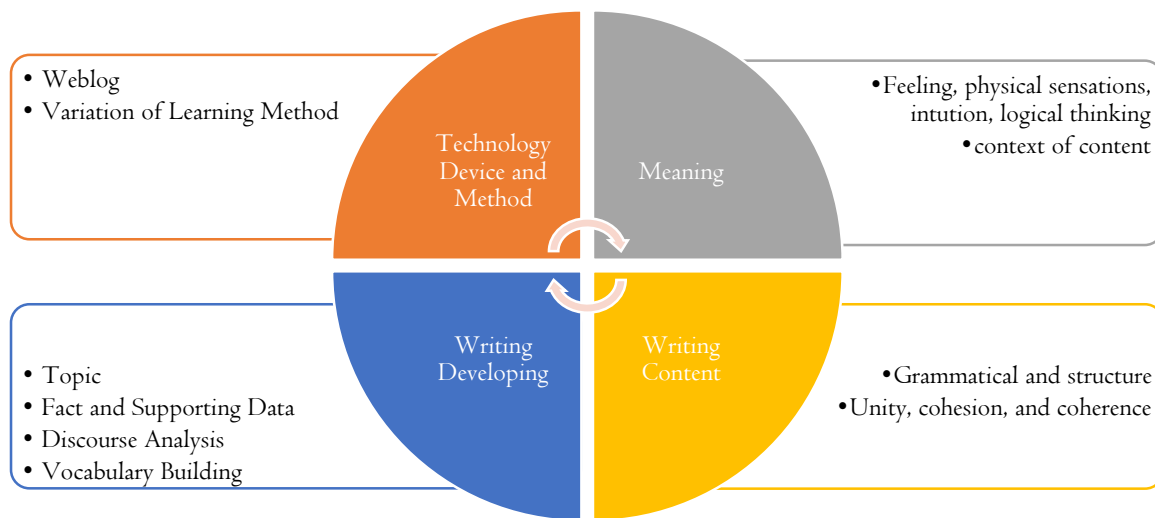 • Weblog
• Variation of Learning Method
Technology
Device and
Method
Meaning
•Feeling, physical sensations,
intution, logical thinking
•context of content
• Topic
• Fact and Supporting Data
• Discourse Analysis
• Vocabulary Building
Writing
Developing
Writing
Content
•Grammatical and structure
•Unity, cohesion, and coherence